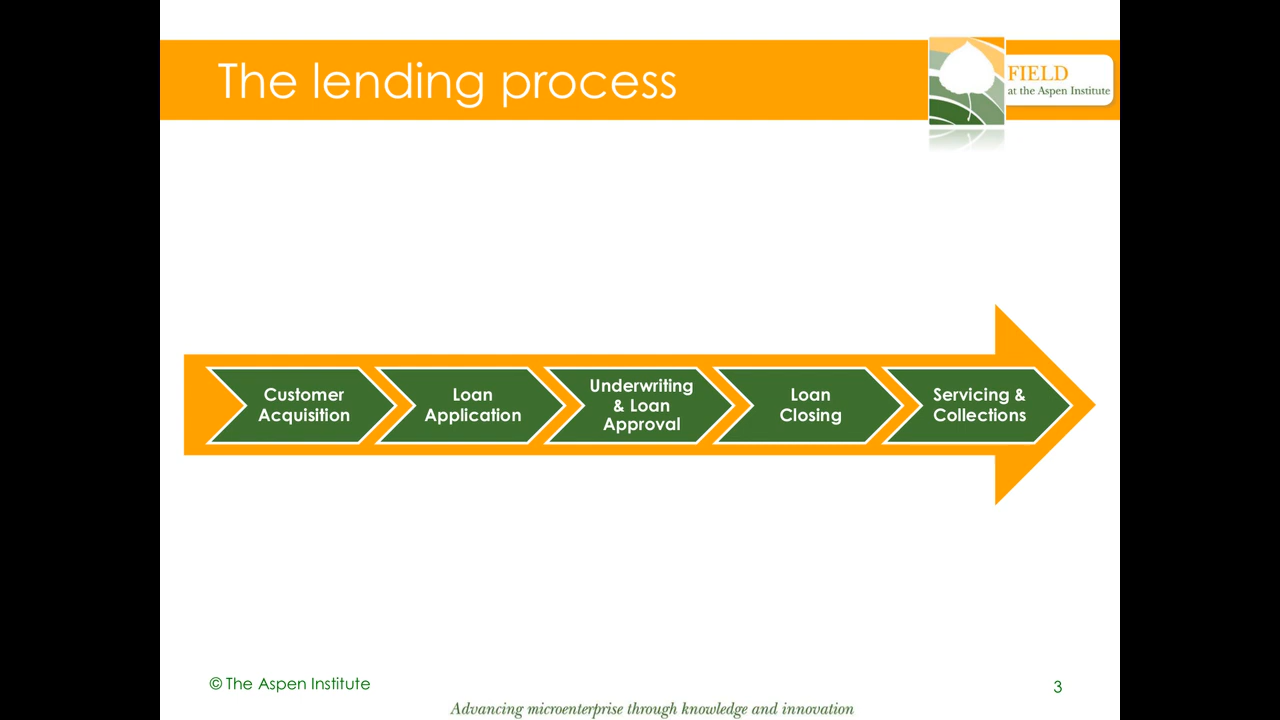 The lending process
FIELD
at the Aspen Institute
Customer
Acquisition
Loan
Application
Underwriting
& Loan
Approval
Loan
Closing
Servicing &
Collections
© The Aspen Institute
3
Advancing microenterprise through knowledge and innovation